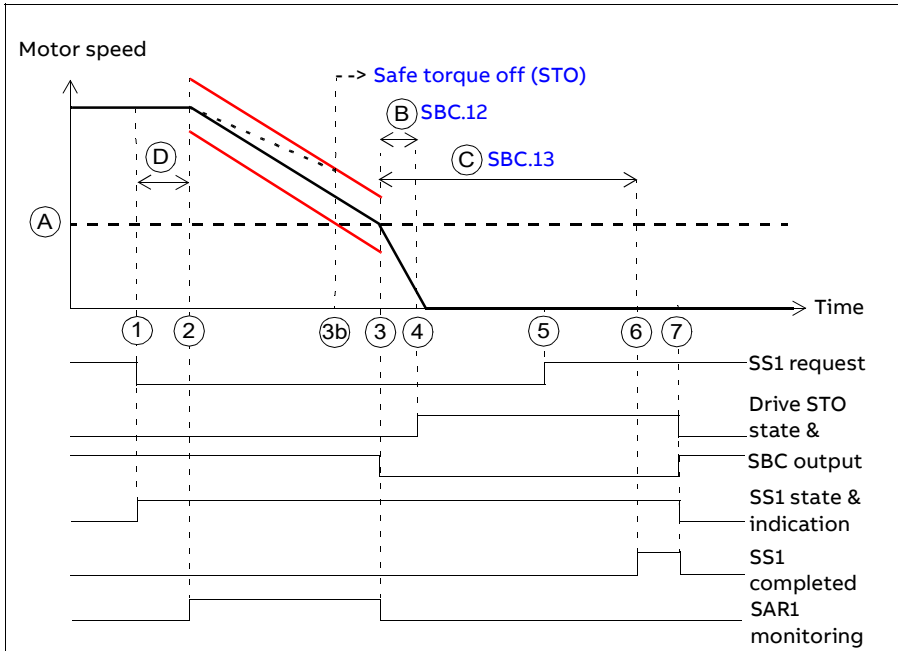 Motor speed
Safe torque off (STO)
B SBC.12
D
C SBC.13
A
Time
1 2 3b 3 4 5 6 7
SS1 request
Drive STO
state &
SBC output
SS1 state &
indication
SS1
completed
SAR1
monitoring